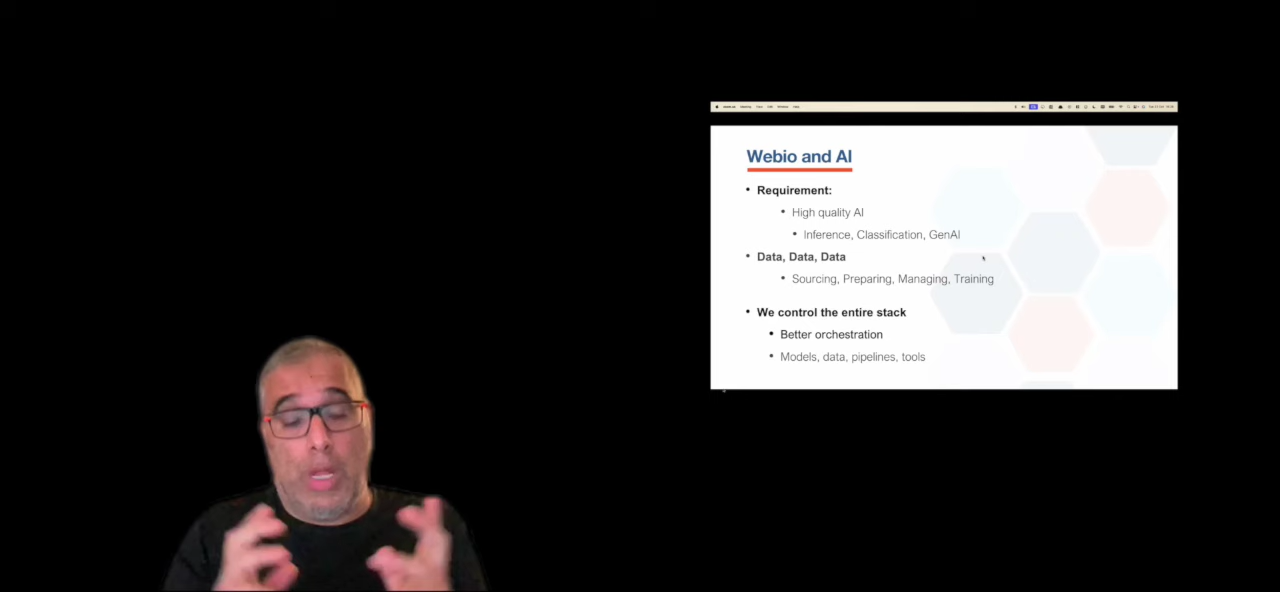 Webio and AI
• Requirement:
• High quality AI
• Inference, Classification, GenAI
• Data, Data, Data
• Sourcing, Preparing, Managing, Training
• We control the entire stack
• Better orchestration
• Models, data, pipelines, tools